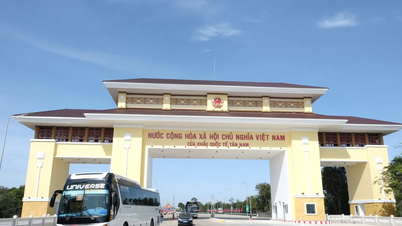 NƯỚC CỘNG HÒA XÃ HỘI CHỦ NGHĨA VIỆT NAM
CỬA KHẨU QUỐC TẾ TÂN NAM
UNIVERSE